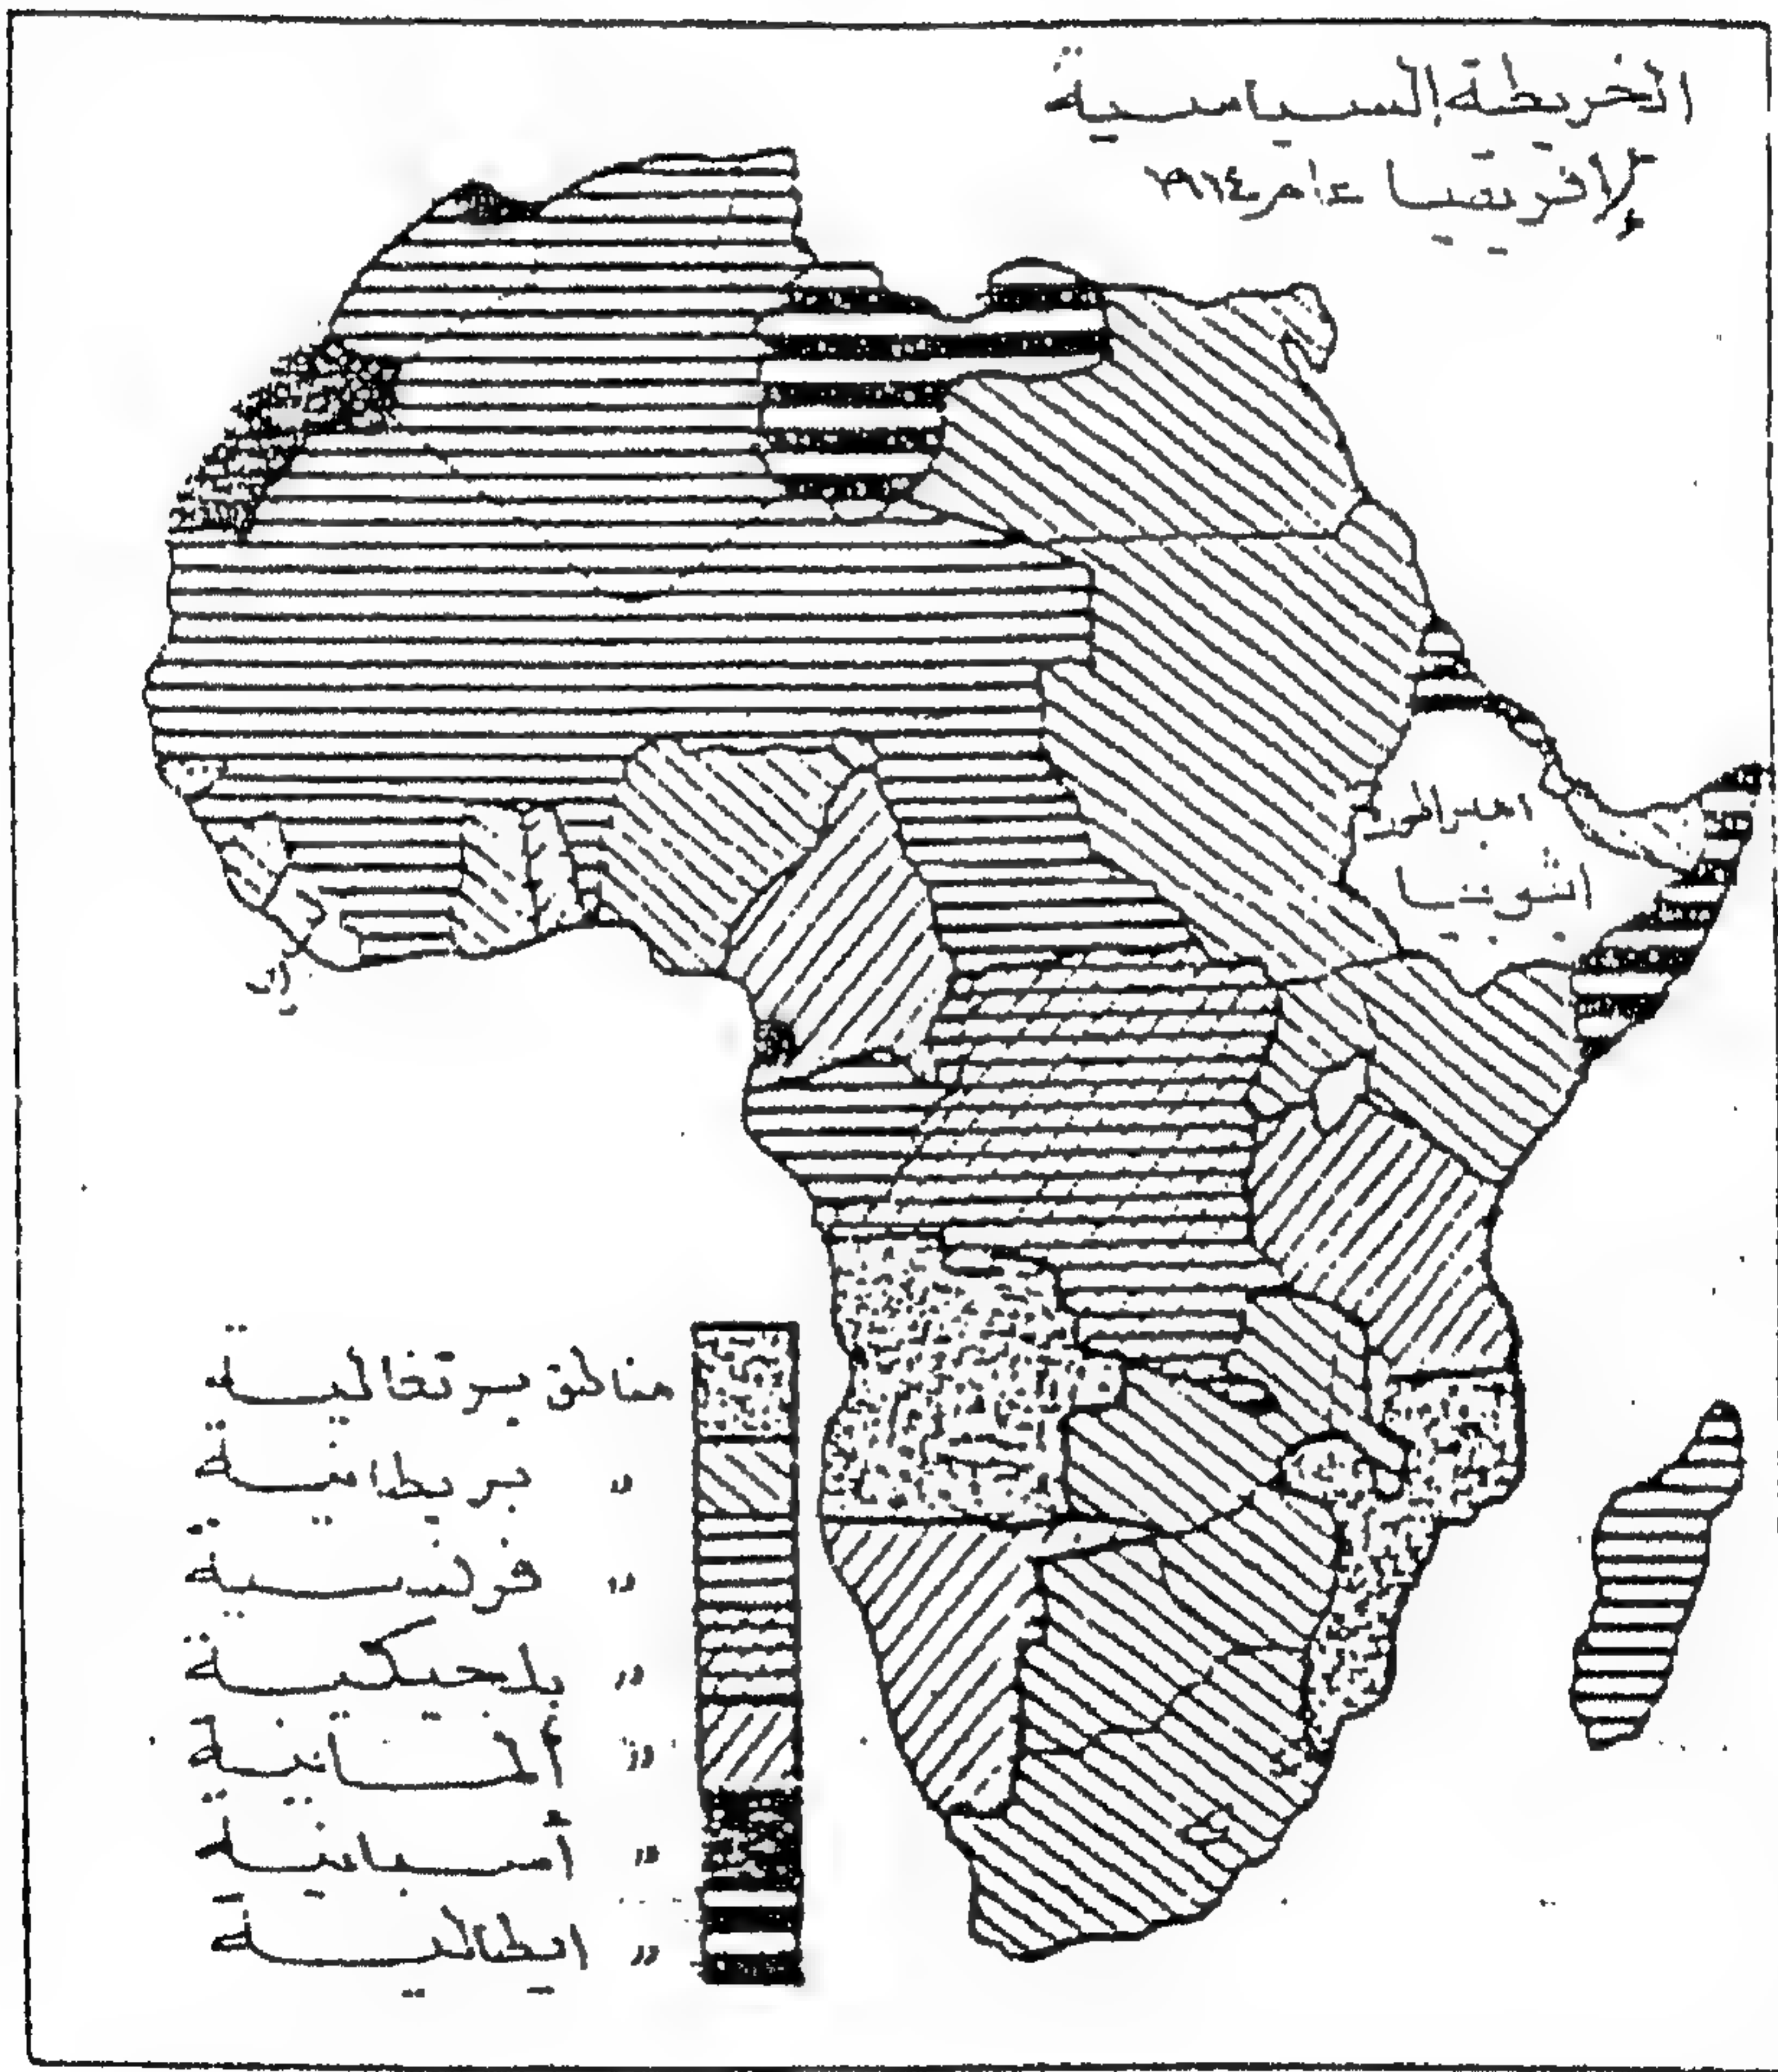 الخريطة السياسية
لإفريقيا عام ١٩١٤
امبراطورية
اثيوبيا
مناطق برتغالية
" بريطانية
" فرنسية
" بلجيكية
" ألمانية
" أسبانية
" ايطالية